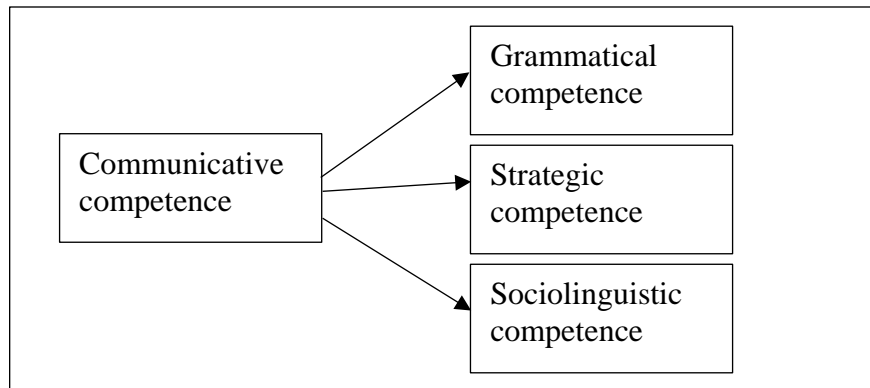 Communicative
competence
Grammatical
competence
Strategic
competence
Sociolinguistic
competence